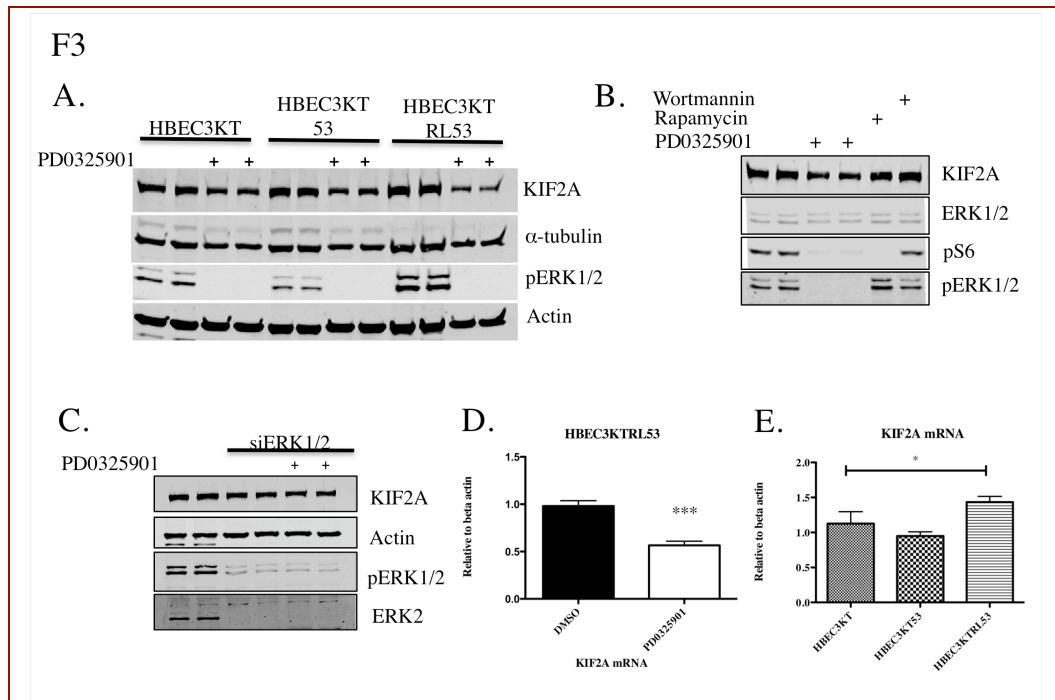 F3
A.
HBEC3KT
HBEC3KT
53
HBEC3KT
RL53
PD0325901 + + + + + +
KIF2A
α-tubulin
pERK1/2
Actin
B.
Wortmannin +
Rapamycin +
PD0325901 + +
KIF2A
ERK1/2
pS6
pERK1/2
C.
siERK1/2
PD0325901 + +
KIF2A
Actin
pERK1/2
ERK2
D.
HBEC3KTRL53
Relative to beta actin
1.5
1.0
0.5
0.0
***
DMSO
PD0325901
KIF2A mRNA
E.
KIF2A mRNA
Relative to beta actin
2.0
1.5
1.0
0.5
0.0
*
HBEC3KT
HBEC3KT53
HBEC3KTRL53